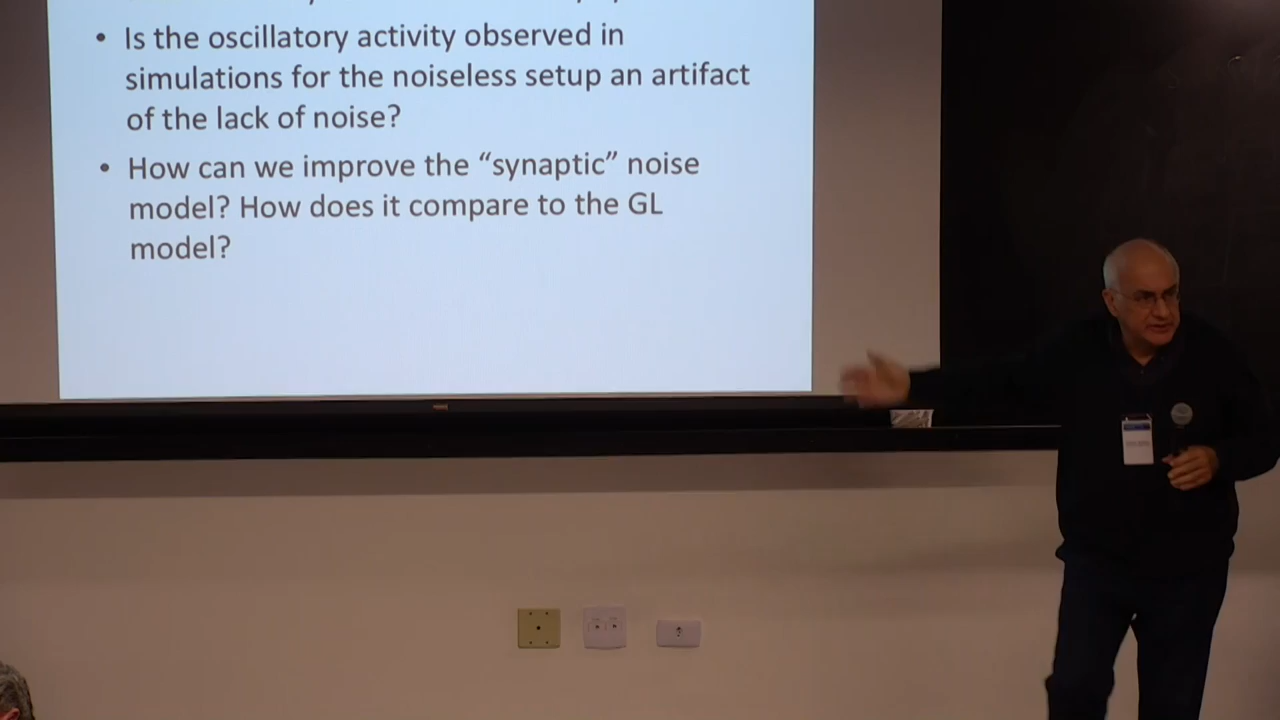 • Is the oscillatory activity observed in
simulations for the noiseless setup an artifact
of the lack of noise?
• How can we improve the “synaptic” noise
model? How does it compare to the GL
model?